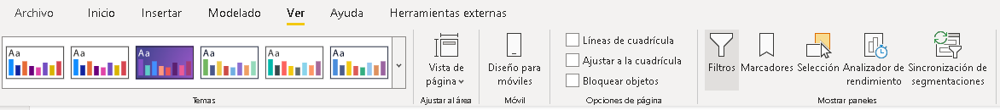 Archivo Inicio Insertar Modelado Ver Ayuda Herramientas externas
Aa Aa Aa Aa Aa Aa
Vista de
página
Ajustar al área
Diseño para
móviles
Móvil
Líneas de cuadrícula
Ajustar a la cuadrícula
Bloquear objetos
Opciones de página
Filtros
Marcadores
Selección
Analizador de
rendimiento
Sincronización de
segmentaciones
Mostrar paneles
Temas